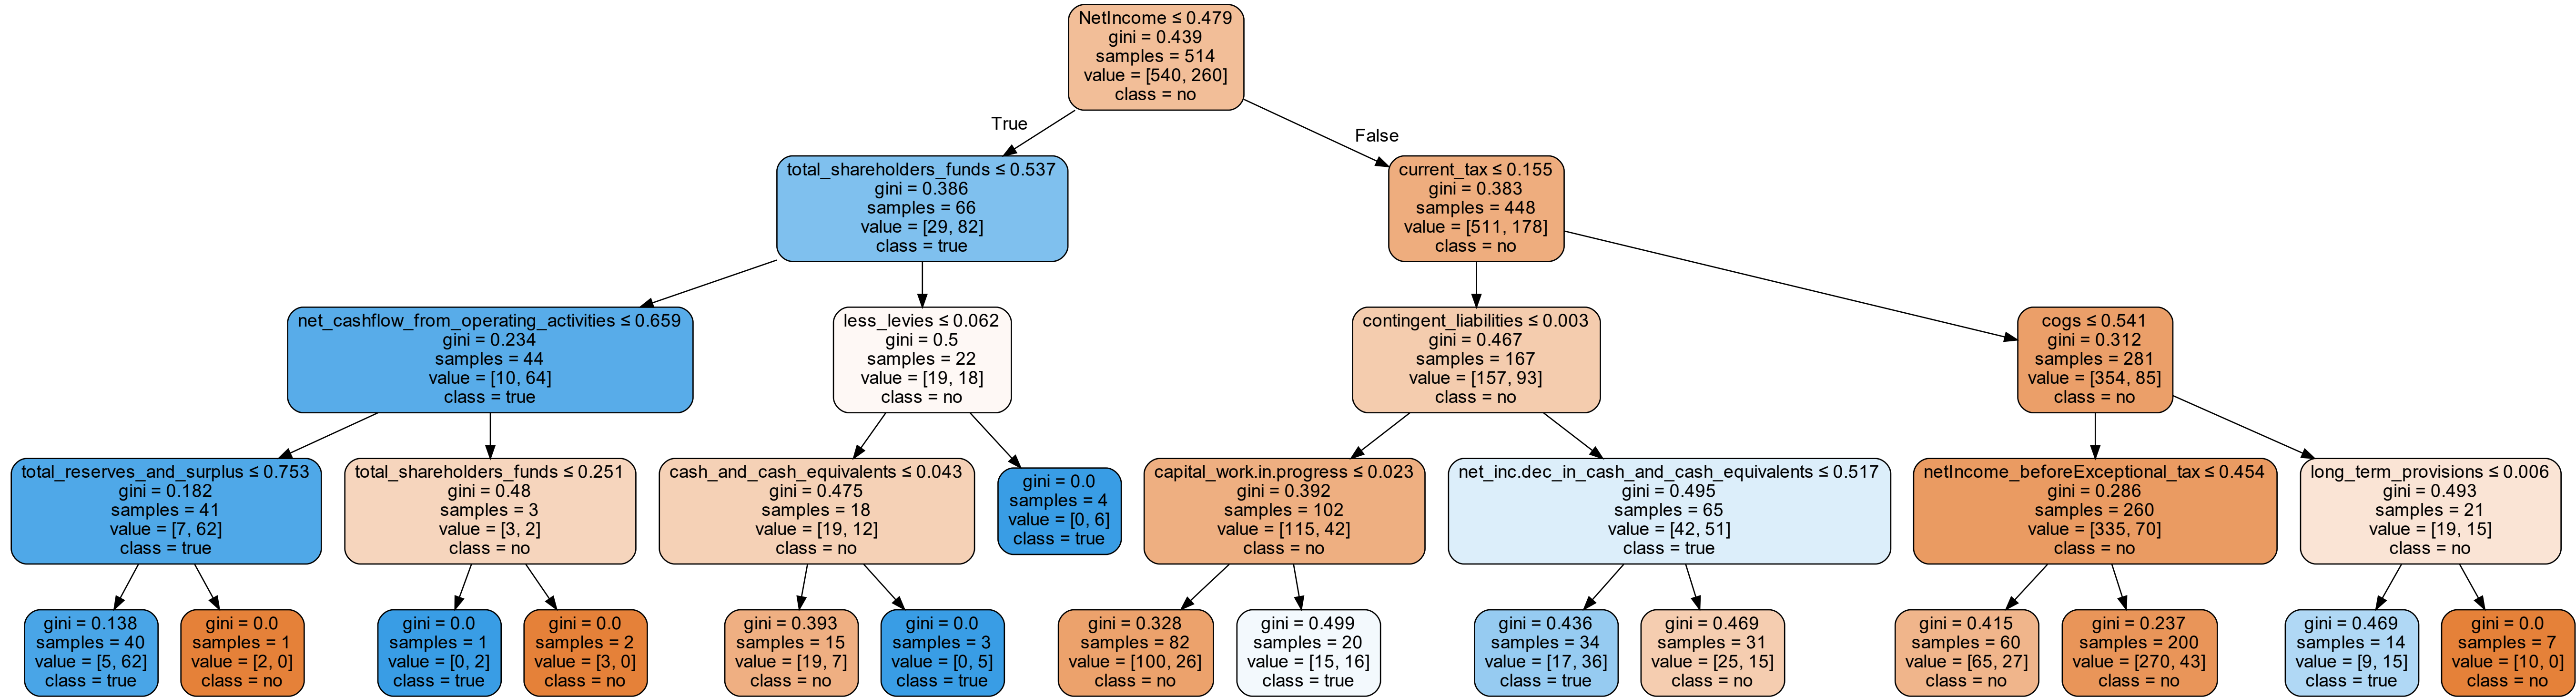 NetIncome ≤ 0.479
gini = 0.439
samples = 514
value = [540, 260]
class = no
True
False
total_shareholders_funds ≤ 0.537
gini = 0.386
samples = 66
value = [29, 82]
class = true
current_tax ≤ 0.155
gini = 0.383
samples = 448
value = [511, 178]
class = no
net_cashflow_from_operating_activities ≤ 0.659
gini = 0.234
samples = 44
value = [10, 64]
class = true
less_levies ≤ 0.062
gini = 0.5
samples = 22
value = [19, 18]
class = no
contingent_liabilities ≤ 0.003
gini = 0.467
samples = 167
value = [157, 93]
class = no
cogs ≤ 0.541
gini = 0.312
samples = 281
value = [354, 85]
class = no
total_reserves_and_surplus ≤ 0.753
gini = 0.182
samples = 41
value = [7, 62]
class = true
total_shareholders_funds ≤ 0.251
gini = 0.48
samples = 3
value = [3, 2]
class = no
cash_and_cash_equivalents ≤ 0.043
gini = 0.475
samples = 18
value = [19, 12]
class = no
gini = 0.0
samples = 4
value = [0, 6]
class = true
capital_work.in.progress ≤ 0.023
gini = 0.392
samples = 102
value = [115, 42]
class = no
net_inc.dec_in_cash_and_cash_equivalents ≤ 0.517
gini = 0.495
samples = 65
value = [42, 51]
class = true
netIncome_beforeExceptional_tax ≤ 0.454
gini = 0.286
samples = 260
value = [335, 70]
class = no
long_term_provisions ≤ 0.006
gini = 0.493
samples = 21
value = [19, 15]
class = no
gini = 0.138
samples = 40
value = [5, 62]
class = true
gini = 0.0
samples = 1
value = [2, 0]
class = no
gini = 0.0
samples = 1
value = [0, 2]
class = true
gini = 0.0
samples = 2
value = [3, 0]
class = no
gini = 0.393
samples = 15
value = [19, 7]
class = no
gini = 0.0
samples = 3
value = [0, 5]
class = true
gini = 0.328
samples = 82
value = [100, 26]
class = no
gini = 0.499
samples = 20
value = [15, 16]
class = true
gini = 0.436
samples = 34
value = [17, 36]
class = true
gini = 0.469
samples = 31
value = [25, 15]
class = no
gini = 0.415
samples = 60
value = [65, 27]
class = no
gini = 0.237
samples = 200
value = [270, 43]
class = no
gini = 0.469
samples = 14
value = [9, 15]
class = true
gini = 0.0
samples = 7
value = [10, 0]
class = no